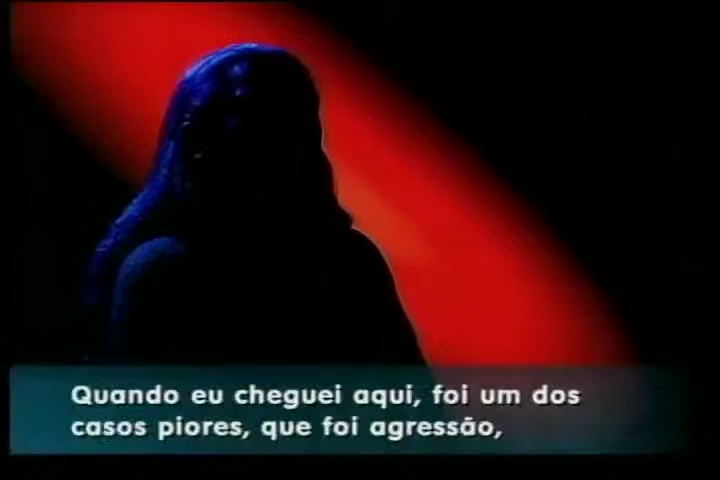 Quando eu cheguei aqui, foi um dos
casos piores, que foi agressão,